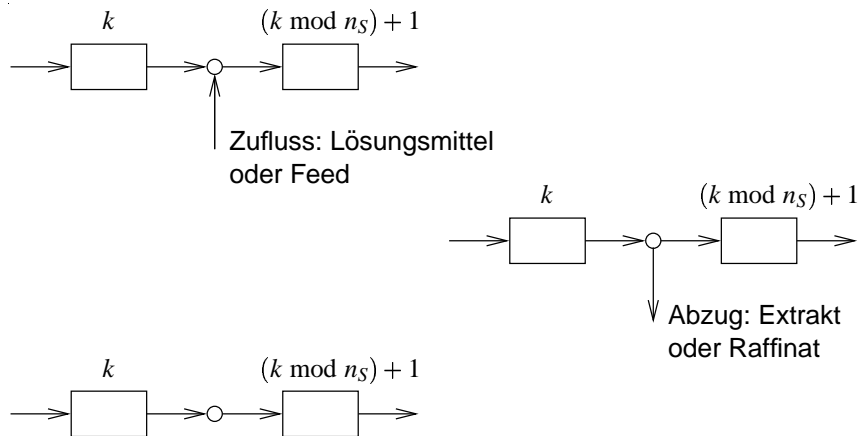 k (k mod n_S) + 1
Zufluss: Lösungsmittel
oder Feed
k (k mod n_S) + 1
Abzug: Extrakt
oder Raffinat
k (k mod n_S) + 1